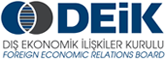 DEİK
DIŞ EKONOMİK İLİŞKİLER KURULU
FOREIGN ECONOMIC RELATIONS BOARD